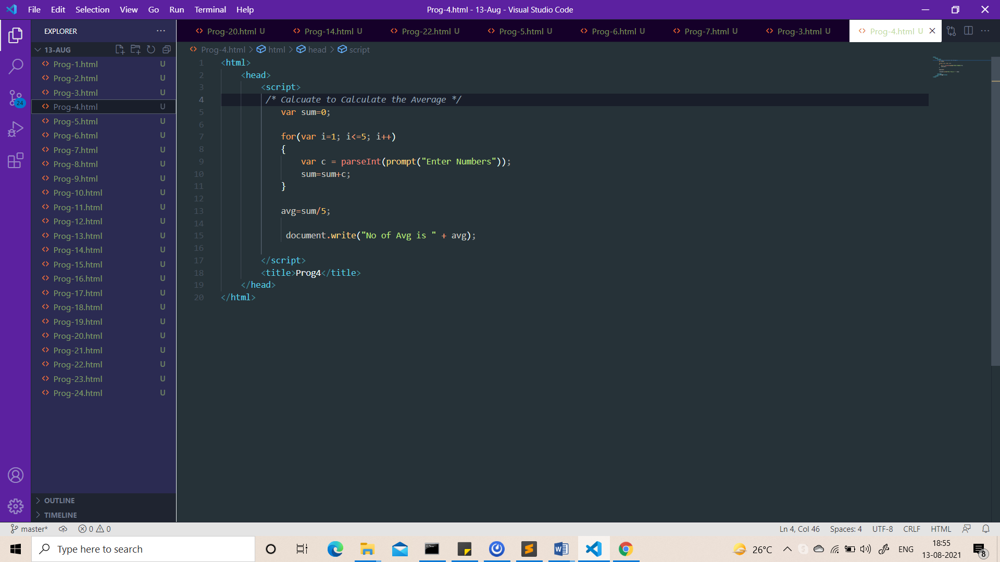 File Edit Selection View Go Run Terminal Help
Prog-4.html - 13-Aug - Visual Studio Code
EXPLORER
Prog-20.html U Prog-14.html U Prog-22.html U Prog-5.html U Prog-6.html U Prog-7.html U Prog-3.html U Prog-4.html U
13-AUG
Prog-1.html U
Prog-2.html U
Prog-3.html U
Prog-4.html U
Prog-5.html U
Prog-6.html U
Prog-7.html U
Prog-8.html U
Prog-9.html U
Prog-10.html U
Prog-11.html U
Prog-12.html U
Prog-13.html U
Prog-14.html U
Prog-15.html U
Prog-16.html U
Prog-17.html U
Prog-18.html U
Prog-19.html U
Prog-20.html U
Prog-21.html U
Prog-22.html U
Prog-23.html U
Prog-24.html U
24
OUTLINE
TIMELINE
Prog-4.html > html > head > script
1 <html>
2 <head>
3 <script>
4 /* Calcuate to Calculate the Average */
5 var sum=0;
6
7 for(var i=1; i<=5; i++)
8 {
9 var c = parseInt(prompt("Enter Numbers"));
10 sum=sum+c;
11 }
12
13 avg=sum/5;
14
15 document.write("No of Avg is " + avg);
16
17 </script>
18 <title>Prog4</title>
19 </head>
20 </html>
master* 0 0
Ln 4, Col 46 Spaces: 4 UTF-8 CRLF HTML
Type here to search
26°C ENG
18:55
13-08-2021
8